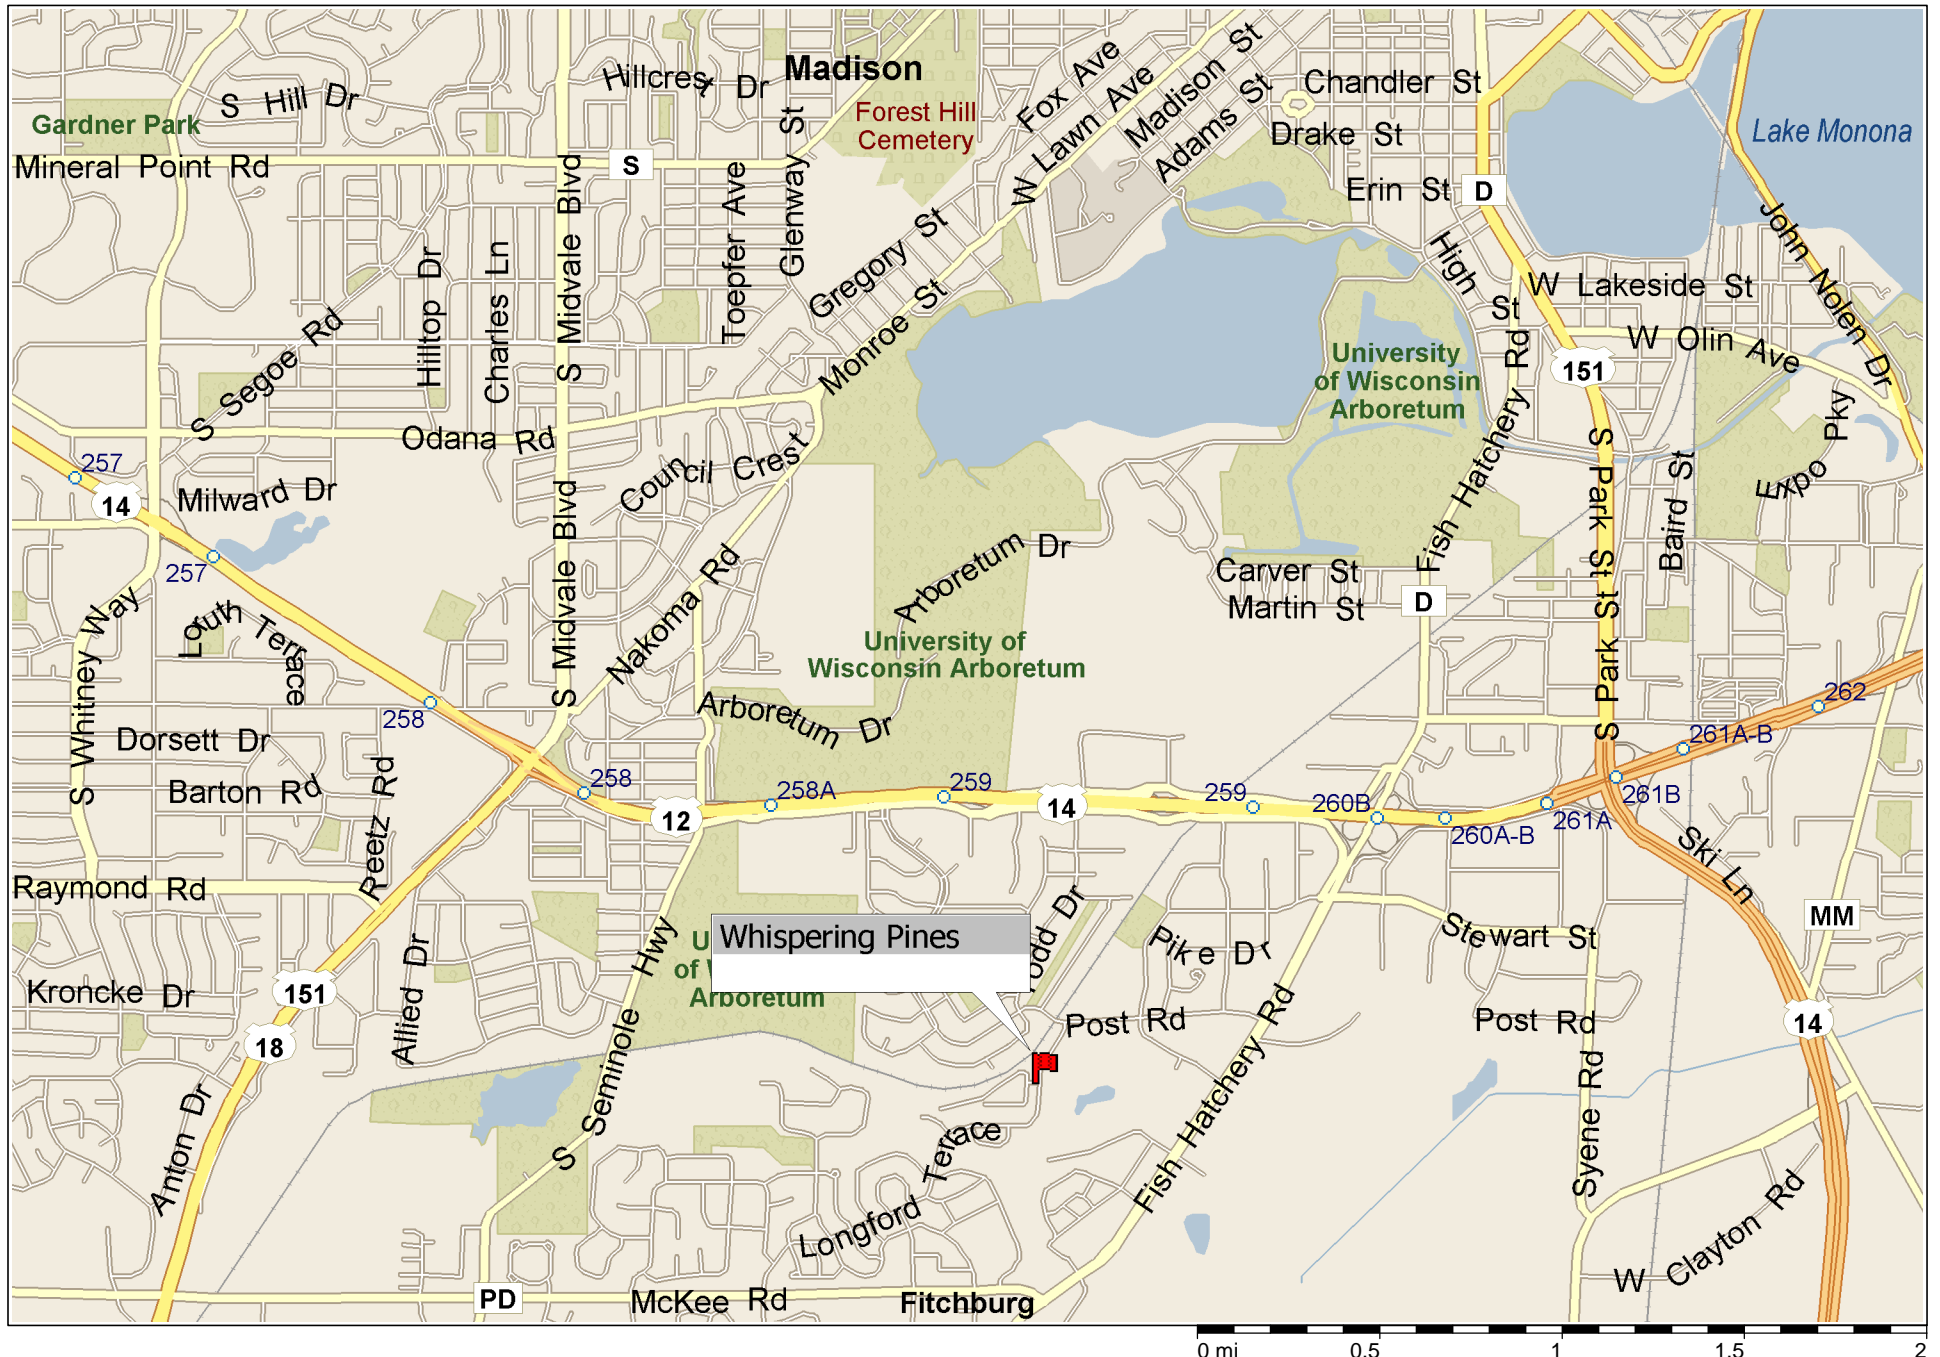 Madison
Hillcrest Dr
S Hill Dr
Gardner Park
Mineral Point Rd
S
Forest Hill
Cemetery
Fox Ave
W Lawn Ave
Madison St
Adams St
Chandler St
Drake St
Erin St
D
Lake Monona
John Nolen Dr
Glenway St
Toepfer Ave
S Midvale Blvd
Hilltop Dr
Charles Ln
S Segoe Rd
Gregory St
Monroe St
High St
W Lakeside St
W Olin Ave
151
University
of Wisconsin
Arboretum
Fish Hatchery Rd
S Park St
Baird St
Expo Pky
Odana Rd
Council Crest
257
14
Milward Dr
257
S Midvale Blvd
Nakoma Rd
Arboretum Dr
Carver St
Martin St
D
S Whitney Way
Louth Terrace
University of
Wisconsin Arboretum
Arboretum Dr
S Park St
258
Dorsett Dr
Barton Rd
Reetz Rd
258
12
258A
259
14
259
260B
260A-B
261A
261B
261A-B
262
Raymond Rd
Ski Ln
MM
Stewart St
Pike Dr
Todd Dr
Whispering Pines
U
of W
Arboretum
S Seminole Hwy
Allied Dr
Kroncke Dr
151
18
Anton Dr
Post Rd
Post Rd
14
Fish Hatchery Rd
Syene Rd
Longford Terrace
W Clayton Rd
PD
McKee Rd
Fitchburg
0 mi 0.5 1 1.5 2